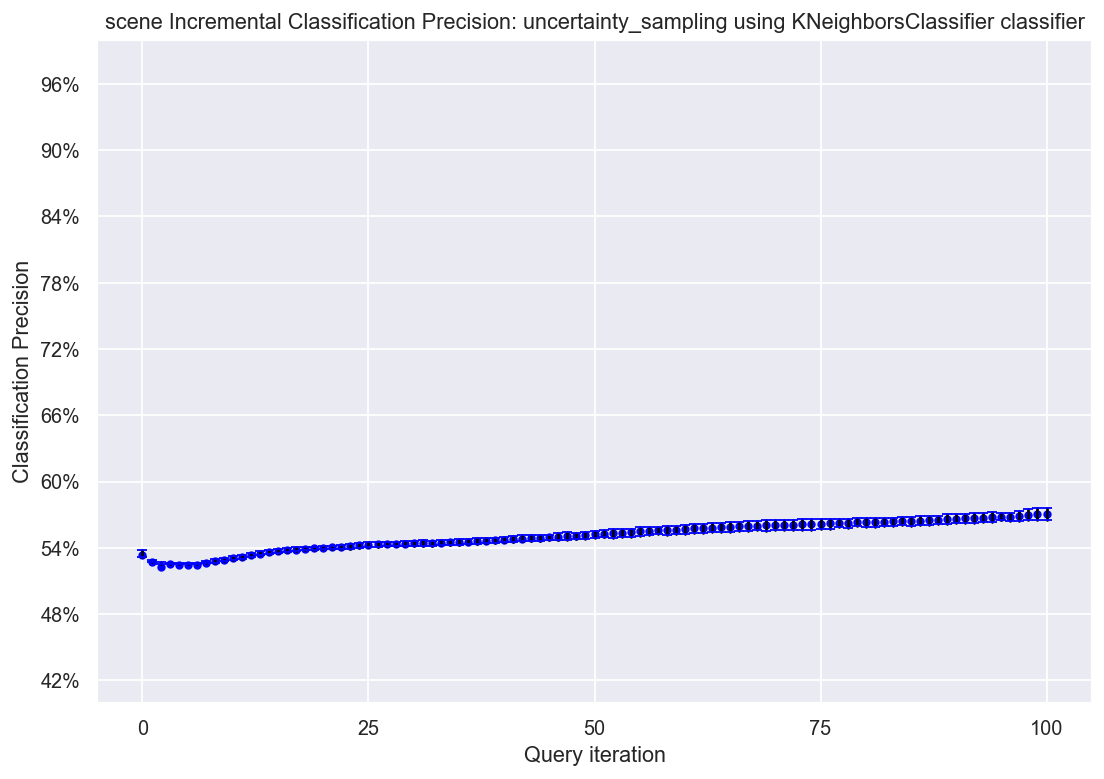 scene Incremental Classification Precision: uncertainty_sampling using KNeighborsClassifier classifier
96%
90%
84%
78%
72%
66%
60%
54%
48%
42%
Classification Precision
0 25 50 75 100
Query iteration